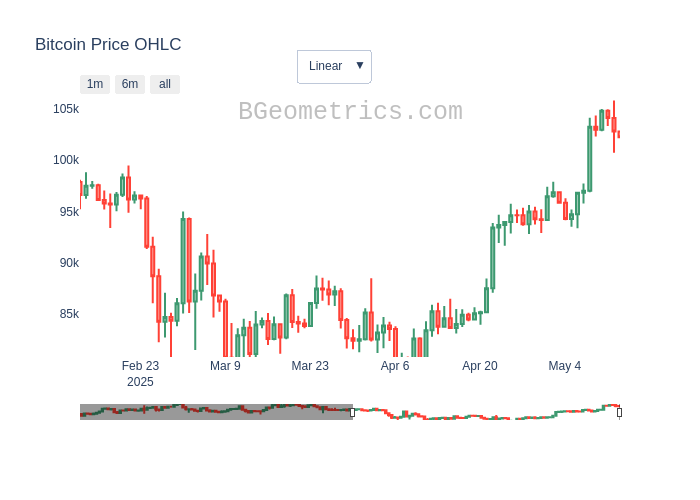 Bitcoin Price OHLC
Linear ▼
1m 6m all
BGeometrics.com
105k
100k
95k
90k
85k
Feb 23 Mar 9 Mar 23 Apr 6 Apr 20 May 4
2025